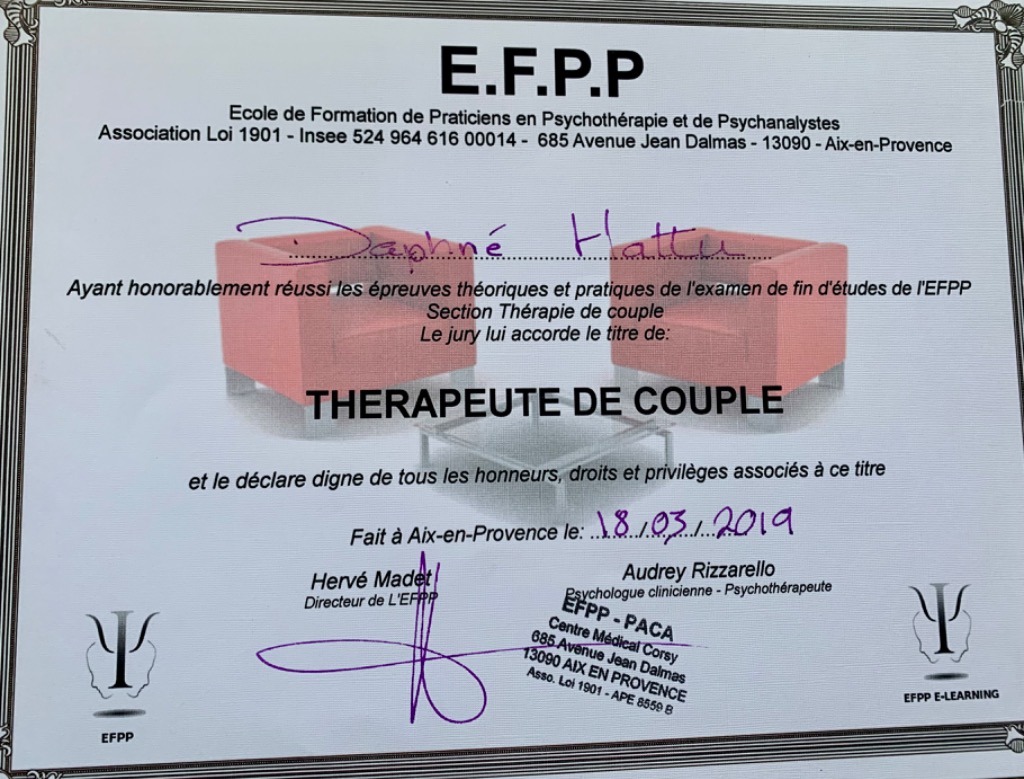 E.F.P.P
Ecole de Formation de Praticiens en Psychothérapie et de Psychanalystes
Association Loi 1901 - Insee 524 964 616 00014 - 685 Avenue Jean Dalmas - 13090 - Aix-en-Provence
Daphné Hattu
Ayant honorablement réussi les épreuves théoriques et pratiques de l'examen de fin d'études de l'EFPP
Section Thérapie de couple
Le jury lui accorde le titre de:
THERAPEUTE DE COUPLE
et le déclare digne de tous les honneurs, droits et privilèges associés à ce titre
Fait à Aix-en-Provence le: 18/03/2019
Hervé Madet
Directeur de L'EFPP
Audrey Rizzarello
Psychologue clinicienne - Psychothérapeute
EFPP - PACA
Centre Médical Corsy
685 Avenue Jean Dalmas
13090 AIX EN PROVENCE
Asso. Loi 1901 - APE 8559 B
EFPP
EFPP E-LEARNING